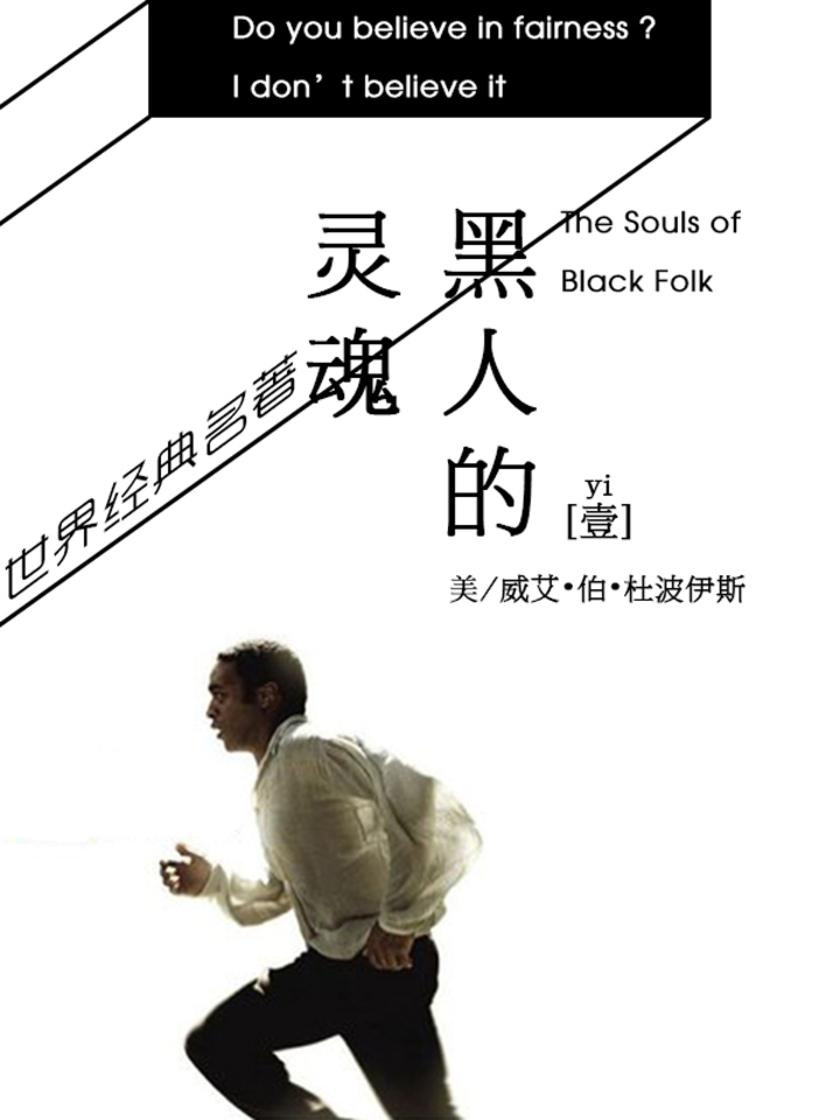 Do you believe in fairness ?
I don’t believe it
黑人的
灵魂
The Souls of
Black Folk
世界经典名著
yi
[壹]
美/威艾•伯•杜波伊斯